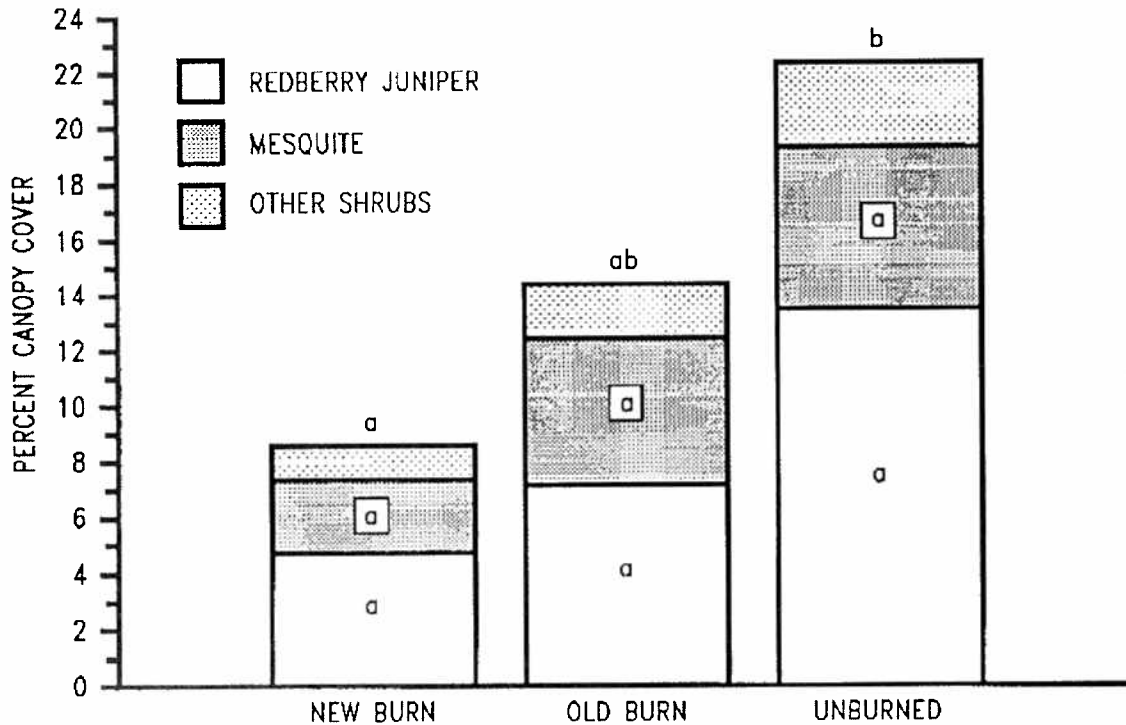 PERCENT CANOPY COVER
24
22
20
18
16
14
12
10
8
6
4
2
0
REDBERRY JUNIPER
MESQUITE
OTHER SHRUBS
a
a
a
ab
a
a
b
a
a
NEW BURN OLD BURN UNBURNED